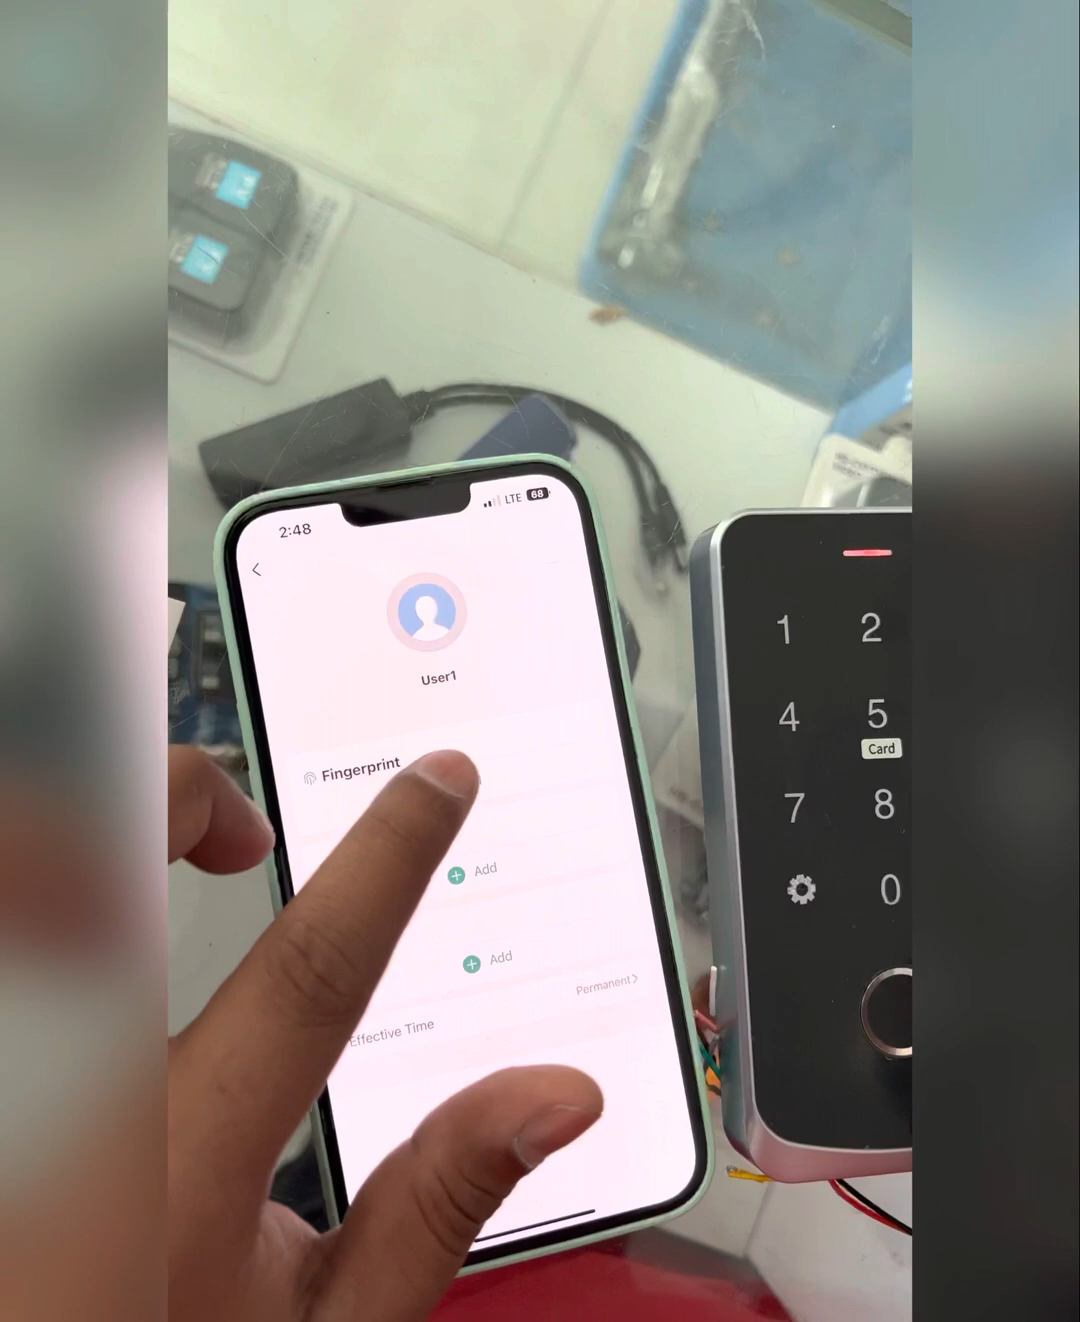 2:48
LTE 68
User1
Fingerprint
Add
Add
Permanent
Effective Time
1 2
4 5
Card
7 8
0